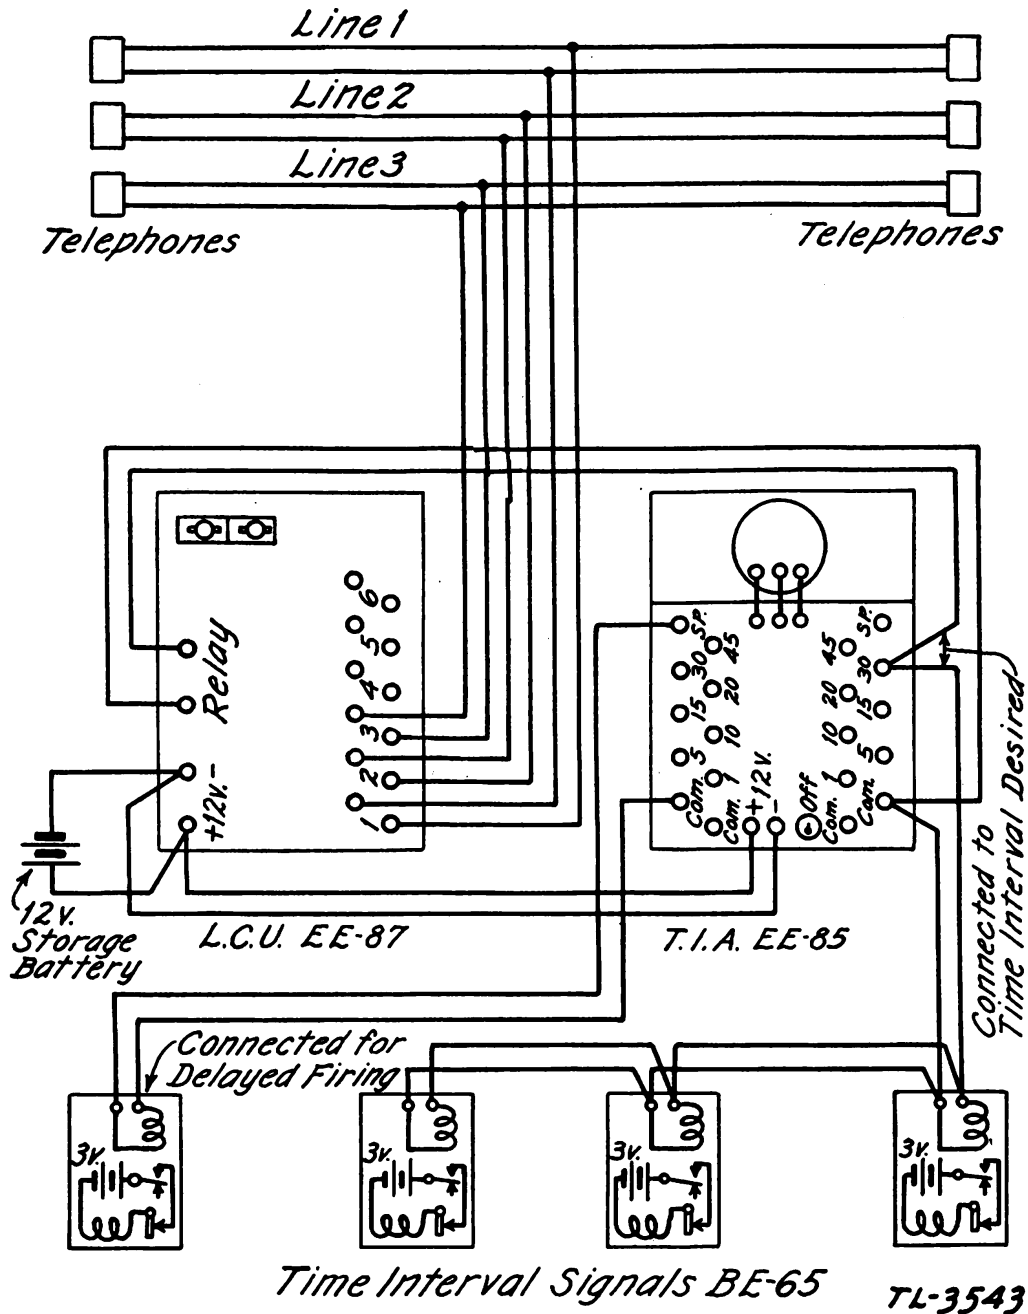 Line 1
Line 2
Line 3
Telephones
Telephones
Relay
+12v. -
6
5
4
3
2
1
SP.
45
30
20
15
10
5
1
Com.
Com.
+12V. -
Off
SP.
45
30
20
15
10
5
1
Com.
Com.
Connected to
Time Interval Desired
12v.
Storage
Battery
L.C.U. EE-87
T.I.A. EE-85
Connected for
Delayed Firing
3v.
3v.
3v.
3v.
Time Interval Signals BE-65
TL-3543